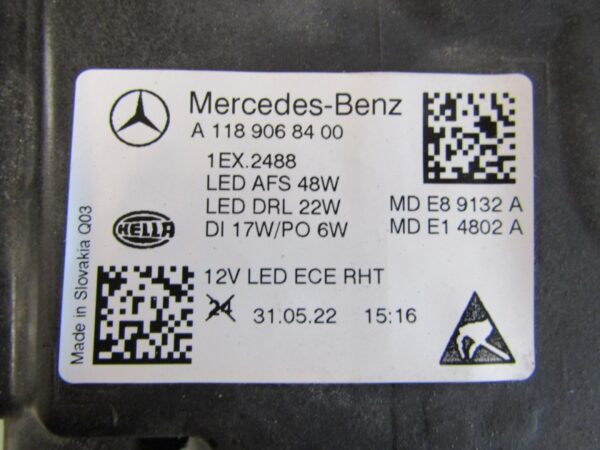 Mercedes-Benz
A 118 906 84 00
1EX.2488
LED AFS 48W
LED DRL 22W
DI 17W/PO 6W
MD E8 9132 A
MD E1 4802 A
HELLA
12V LED ECE RHT
24 31.05.22 15:16
Made in Slovakia Q03